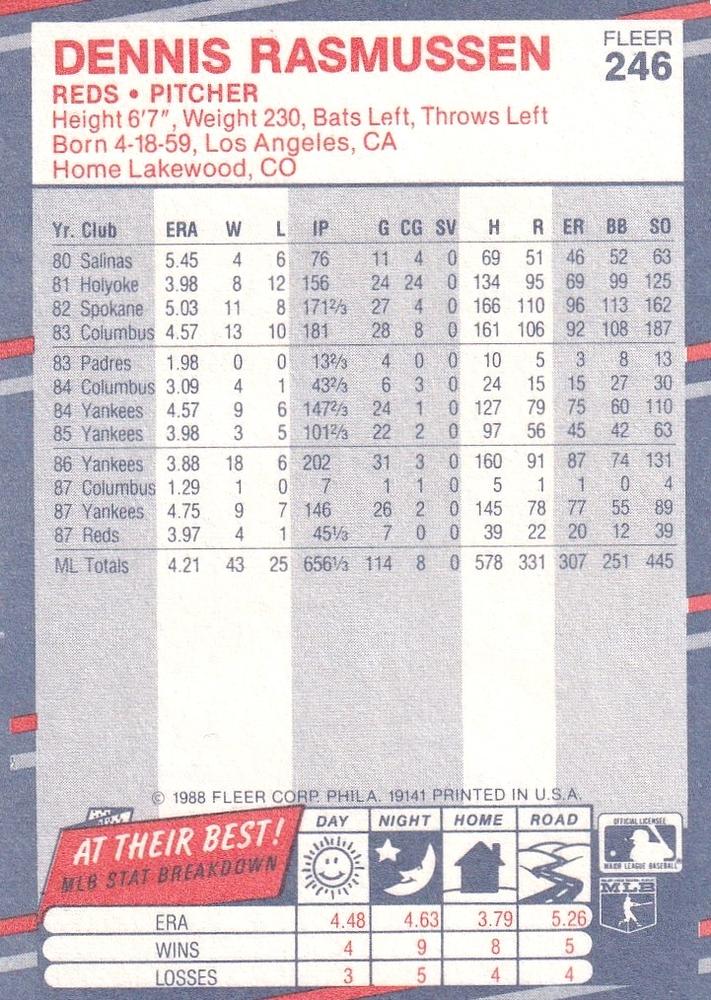 DENNIS RASMUSSEN
FLEER
246
REDS • PITCHER
Height 6'7", Weight 230, Bats Left, Throws Left
Born 4-18-59, Los Angeles, CA
Home Lakewood, CO
Yr. Club ERA W L IP G CG SV H R ER BB SO
80 Salinas 5.45 4 6 76 11 4 0 69 51 46 52 63
81 Holyoke 3.98 8 12 156 24 24 0 134 95 69 99 125
82 Spokane 5.03 11 8 171⅔ 27 4 0 166 110 96 113 162
83 Columbus 4.57 13 10 181 28 8 0 161 106 92 108 187
83 Padres 1.98 0 0 13⅔ 4 0 0 10 5 3 8 13
84 Columbus 3.09 4 1 43⅔ 6 3 0 24 15 15 27 30
84 Yankees 4.57 9 6 147⅔ 24 1 0 127 79 75 60 110
85 Yankees 3.98 3 5 101⅔ 22 2 0 97 56 45 42 63
86 Yankees 3.88 18 6 202 31 3 0 160 91 87 74 131
87 Columbus 1.29 1 0 7 1 1 0 5 1 1 0 4
87 Yankees 4.75 9 7 146 26 2 0 145 78 77 55 89
87 Reds 3.97 4 1 45⅓ 7 0 0 39 22 20 12 39
ML Totals 4.21 43 25 656⅓ 114 8 0 578 331 307 251 445
© 1988 FLEER CORP. PHILA. 19141 PRINTED IN U.S.A.
AT THEIR BEST!
MLB STAT BREAKDOWN
DAY NIGHT HOME ROAD
OFFICIAL LICENSEE
MAJOR LEAGUE BASEBALL
MLB
ERA 4.48 4.63 3.79 5.26
WINS 4 9 8 5
LOSSES 3 5 4 4